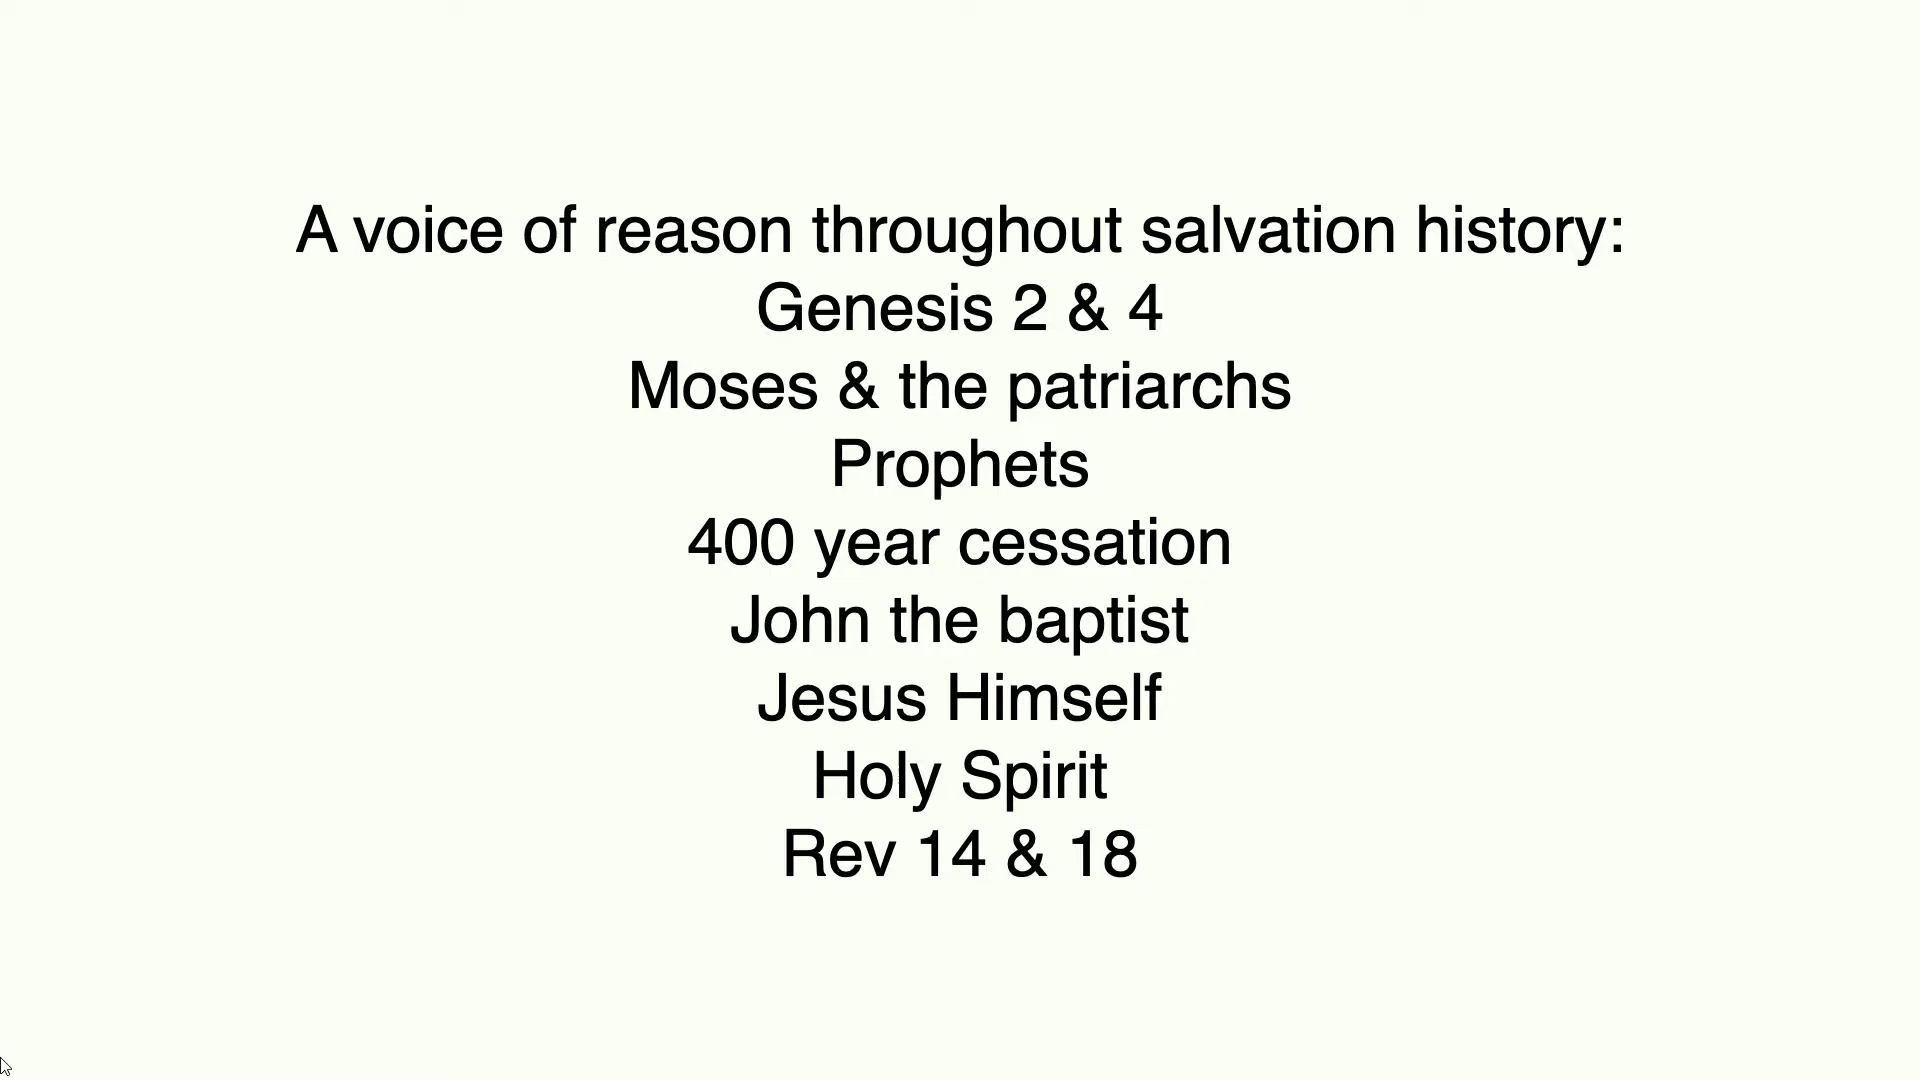 A voice of reason throughout salvation history:
Genesis 2 & 4
Moses & the patriarchs
Prophets
400 year cessation
John the baptist
Jesus Himself
Holy Spirit
Rev 14 & 18